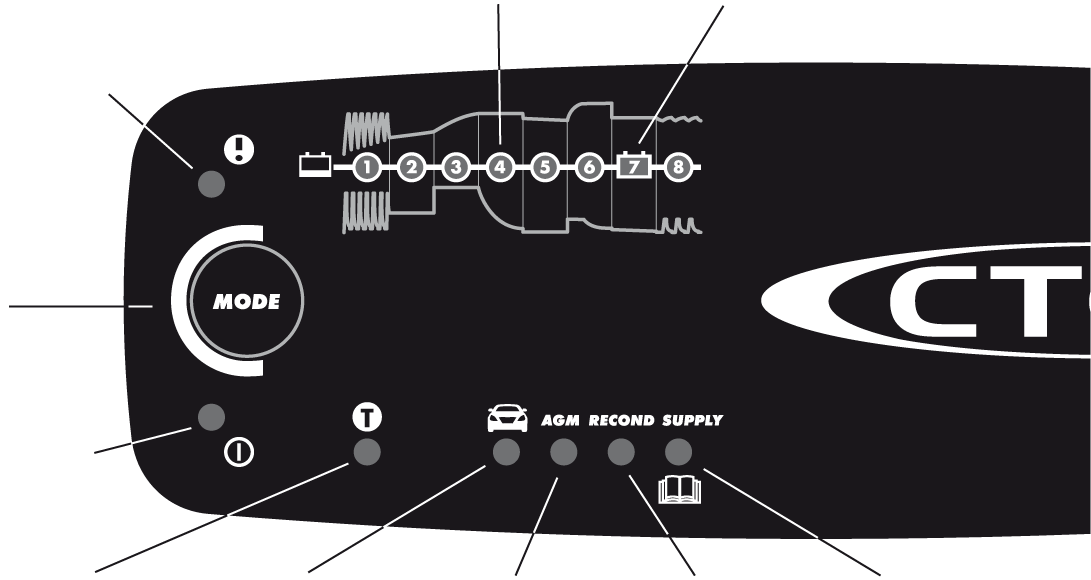 !
1 2 3 4 5 6 7 8
MODE
CT
T
AGM RECOND SUPPLY